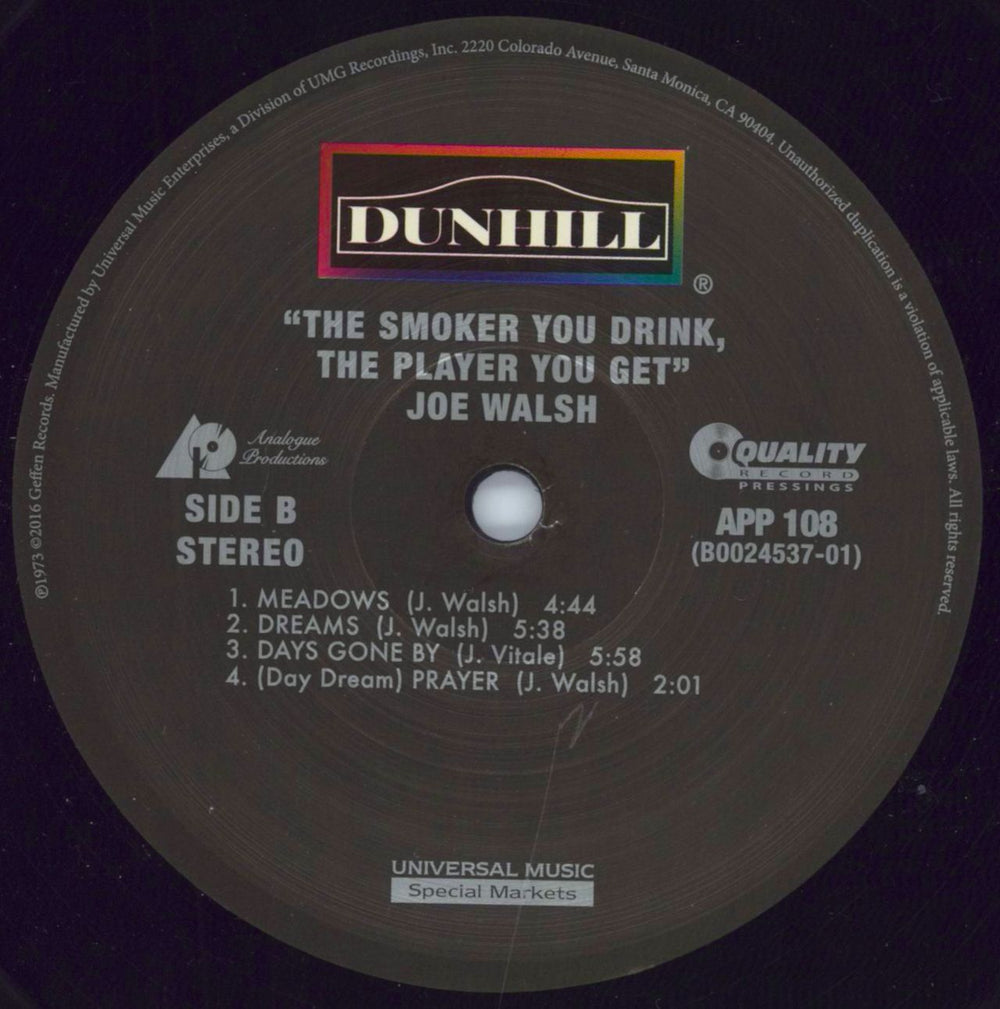 ℗1973 ©2016 Geffen Records. Manufactured by Universal Music Enterprises, a Division of UMG Recordings, Inc. 2220 Colorado Avenue, Santa Monica, CA 90404. Unauthorized duplication is a violation of applicable laws. All rights reserved.
DUNHILL
®
“THE SMOKER YOU DRINK,
THE PLAYER YOU GET”
JOE WALSH
Analogue
Productions
SIDE B
STEREO
QUALITY
RECORD
PRESSINGS
APP 108
(B0024537-01)
1. MEADOWS (J. Walsh) 4:44
2. DREAMS (J. Walsh) 5:38
3. DAYS GONE BY (J. Vitale) 5:58
4. (Day Dream) PRAYER (J. Walsh) 2:01
UNIVERSAL MUSIC
Special Markets